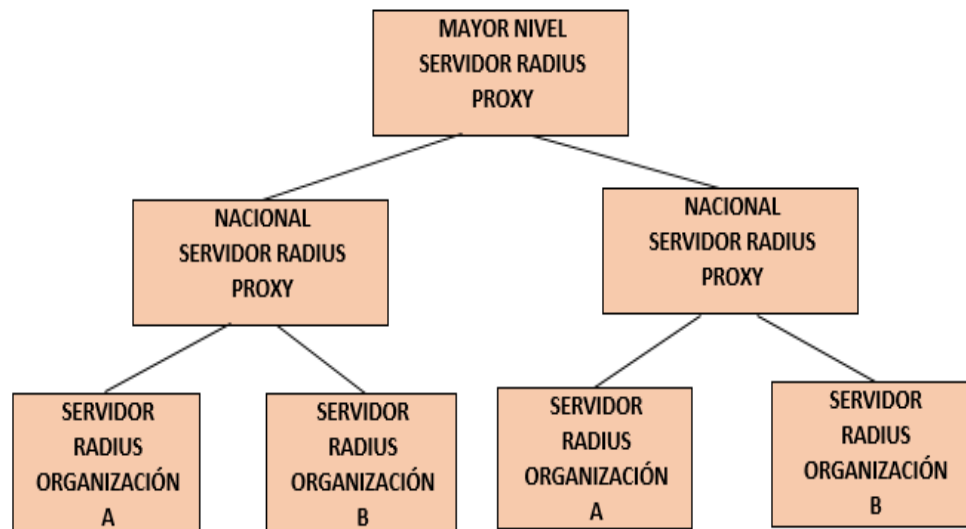 MAYOR NIVEL
SERVIDOR RADIUS
PROXY
NACIONAL
SERVIDOR RADIUS
PROXY
NACIONAL
SERVIDOR RADIUS
PROXY
SERVIDOR
RADIUS
ORGANIZACIÓN
A
SERVIDOR
RADIUS
ORGANIZACIÓN
B
SERVIDOR
RADIUS
ORGANIZACIÓN
A
SERVIDOR
RADIUS
ORGANIZACIÓN
B